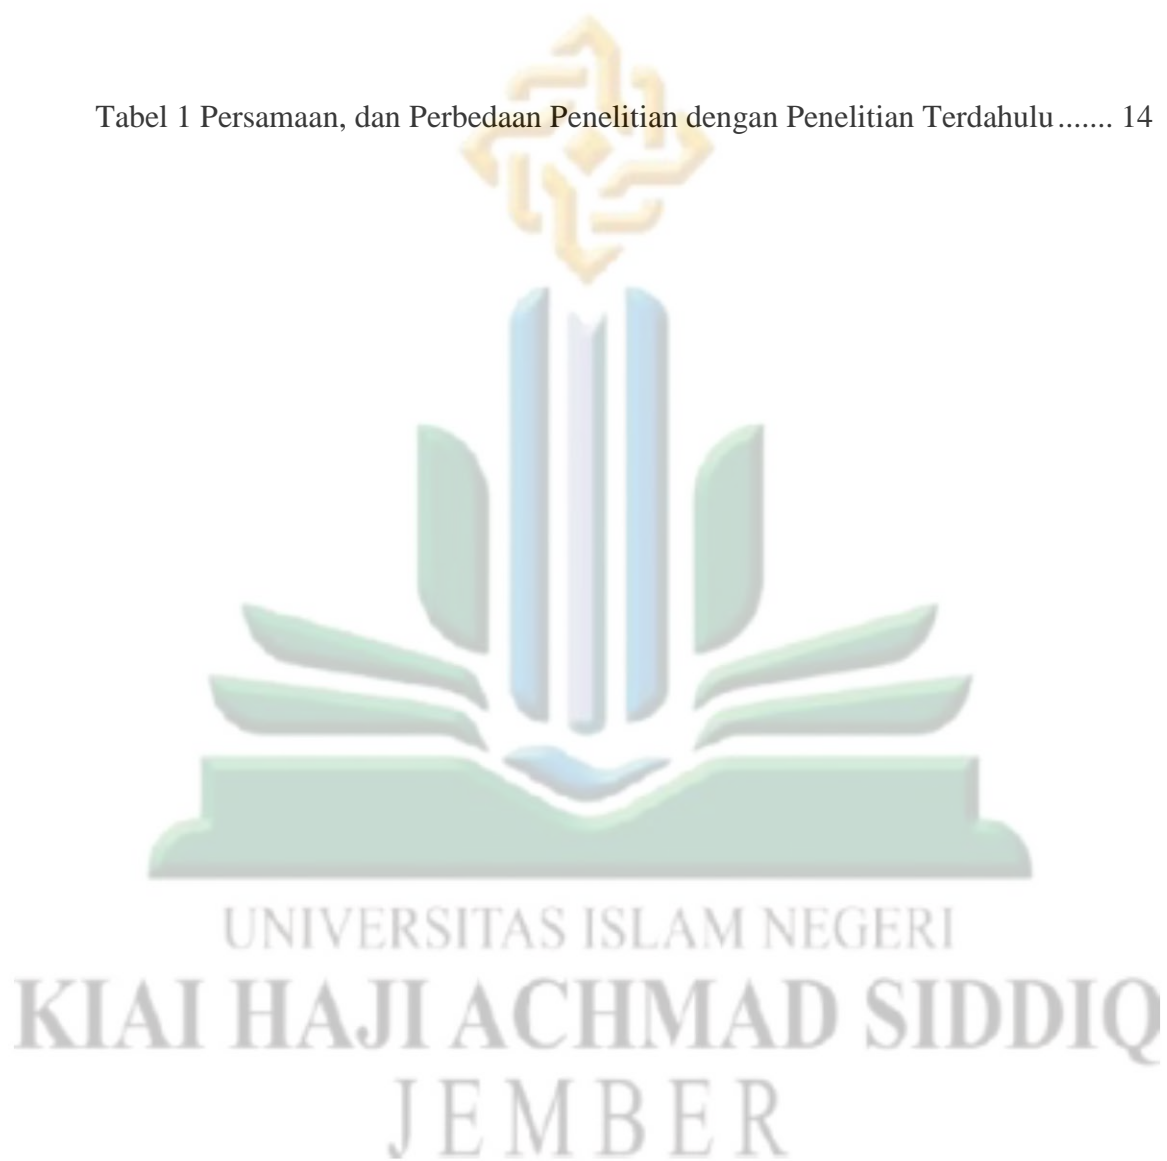 Tabel 1 Persamaan, dan Perbedaan Penelitian dengan Penelitian Terdahulu ....... 14
UNIVERSITAS ISLAM NEGERI
KIAI HAJI ACHMAD SIDDIQ
JEMBER